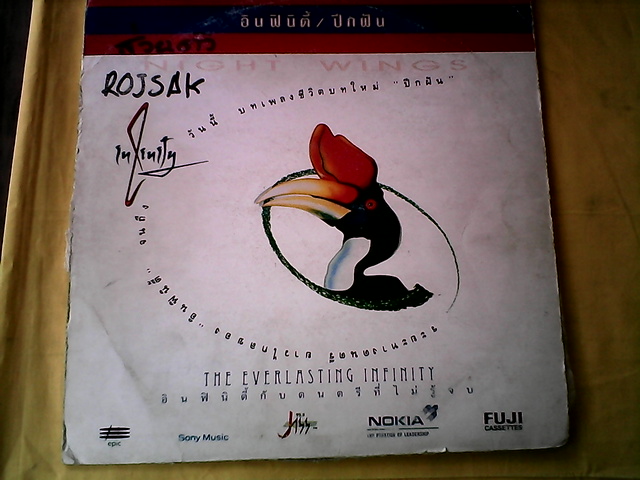 อินฟินิตี้ / ปีกฝัน
NIGHT WINGS
ROJSAK
วันนี้ บทเพลงชีวิตบทใหม่ "ปีกฝัน"
infinity
THE EVERLASTING INFINITY
อินฟินิตี้กับดนตรีที่ไม่รู้จบ
epic
Sony Music
NOKIA
FUJI
CASSETTES